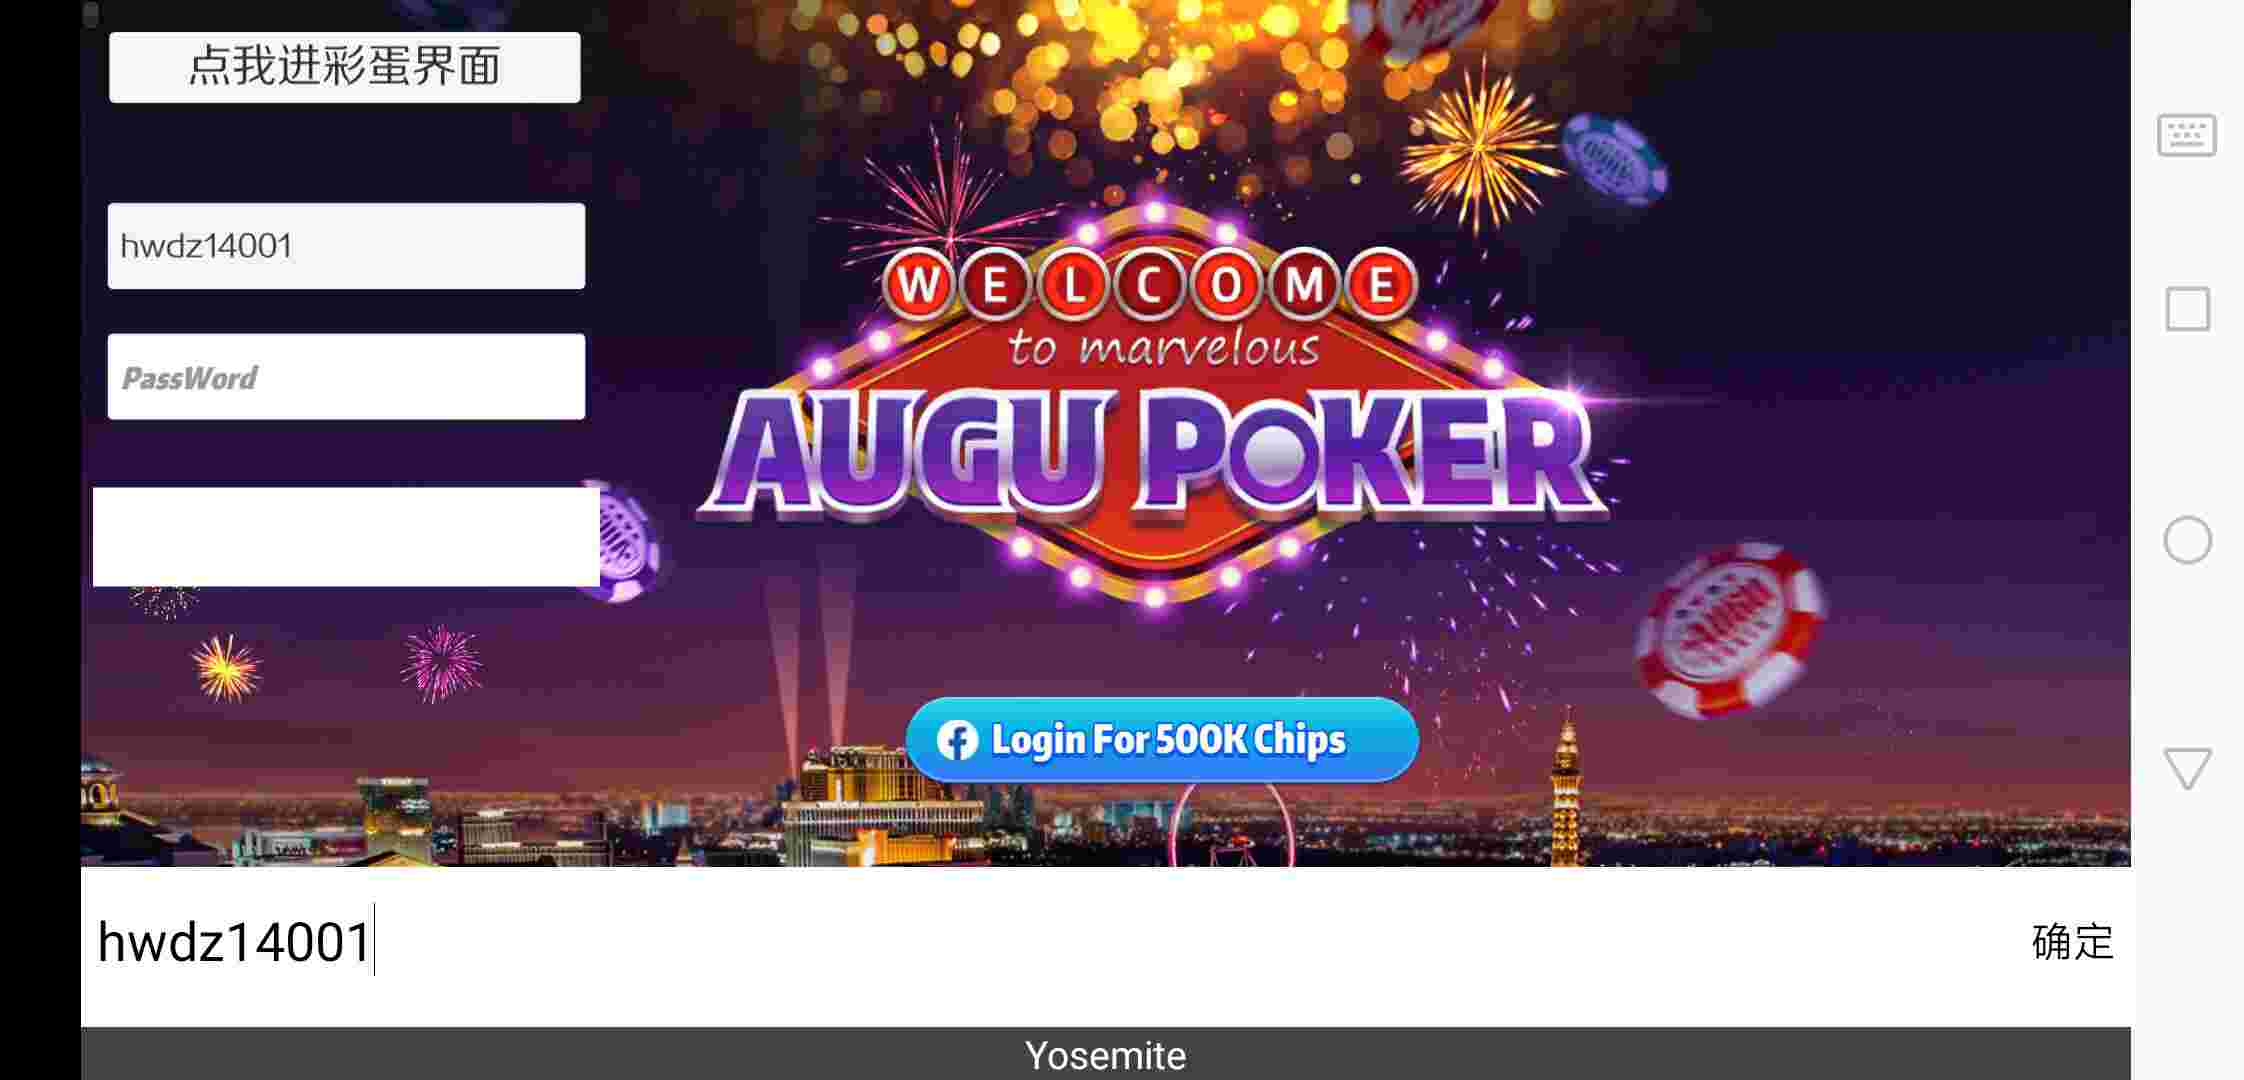 点我进彩蛋界面
hwdz14001
PassWord
WELCOME
to marvelous
AUGU POKER
Login For 500K Chips
hwdz14001
确定
Yosemite